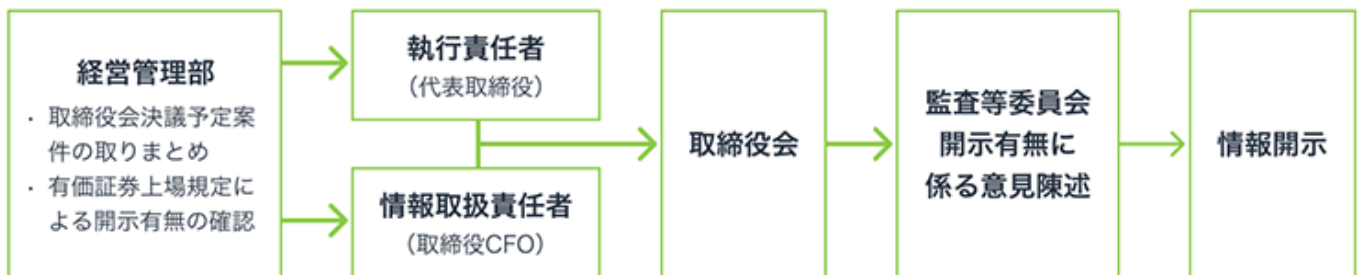 経営管理部
・ 取締役会決議予定案
件の取りまとめ
・ 有価証券上場規定に
よる開示有無の確認
執行責任者
（代表取締役）
情報取扱責任者
（取締役CFO）
取締役会
監査等委員会
開示有無に
係る意見陳述
情報開示